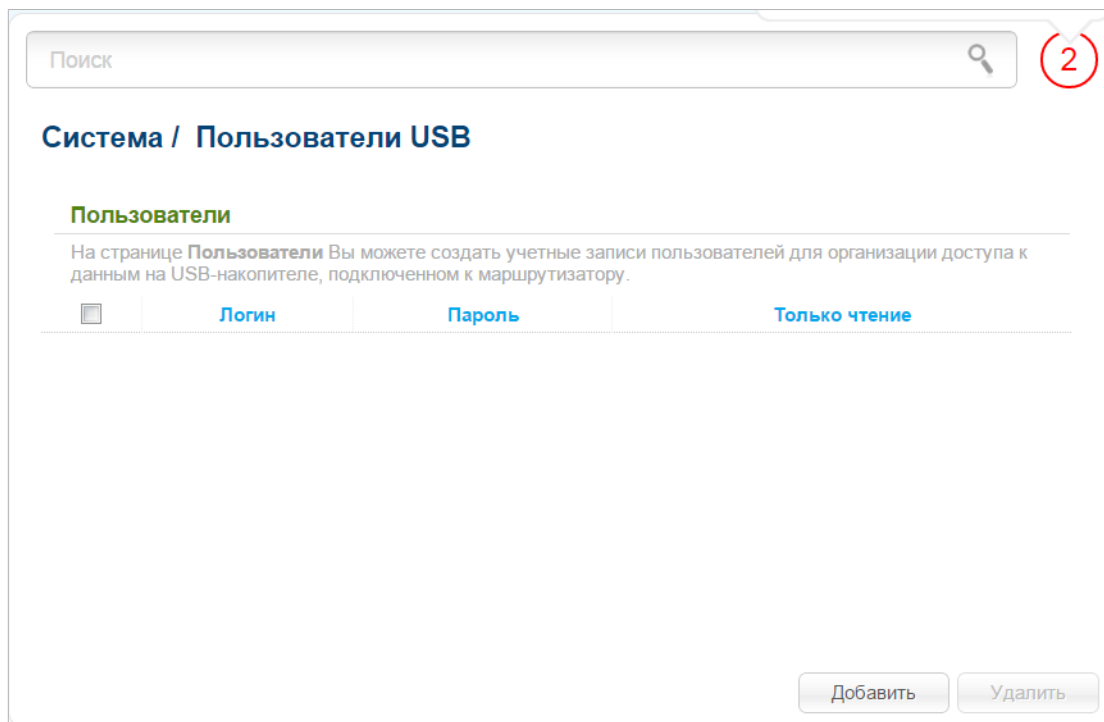 Поиск
2
Система / Пользователи USB
Пользователи
На странице Пользователи Вы можете создать учетные записи пользователей для организации доступа к
данным на USB-накопителе, подключенном к маршрутизатору.
Логин Пароль Только чтение
Добавить Удалить